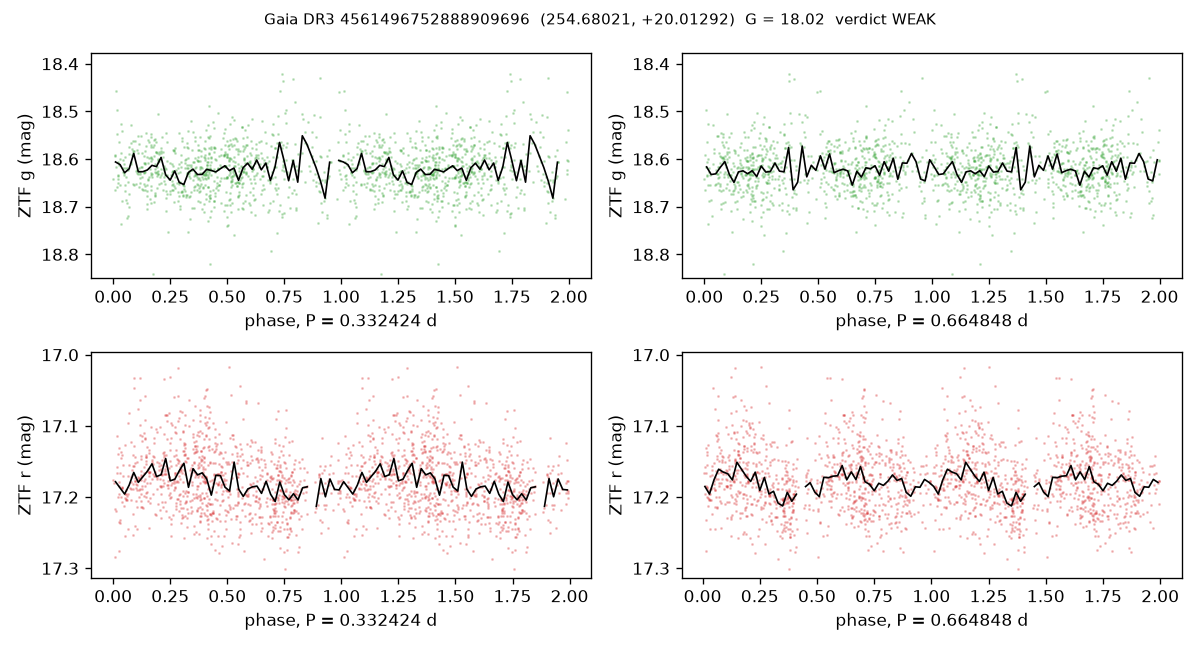 Gaia DR3 4561496752888909696  (254.68021, +20.01292)  G = 18.02  verdict WEAK
ZTF g (mag)
18.4
18.5
18.6
18.7
18.8
0.00 0.25 0.50 0.75 1.00 1.25 1.50 1.75 2.00
phase, P = 0.332424 d
ZTF g (mag)
18.4
18.5
18.6
18.7
18.8
0.00 0.25 0.50 0.75 1.00 1.25 1.50 1.75 2.00
phase, P = 0.664848 d
ZTF r (mag)
17.0
17.1
17.2
17.3
0.00 0.25 0.50 0.75 1.00 1.25 1.50 1.75 2.00
phase, P = 0.332424 d
ZTF r (mag)
17.0
17.1
17.2
17.3
0.00 0.25 0.50 0.75 1.00 1.25 1.50 1.75 2.00
phase, P = 0.664848 d